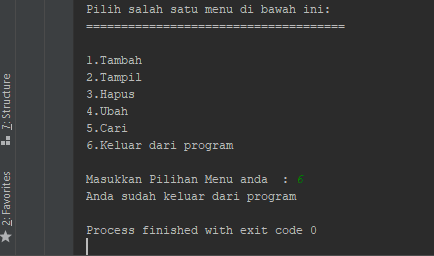 Pilih salah satu menu di bawah ini:
=====================================
1.Tambah
2.Tampil
3.Hapus
4.Ubah
5.Cari
6.Keluar dari program
Masukkan Pilihan Menu anda  : 6
Anda sudah keluar dari program
Process finished with exit code 0
7: Structure
2: Favorites